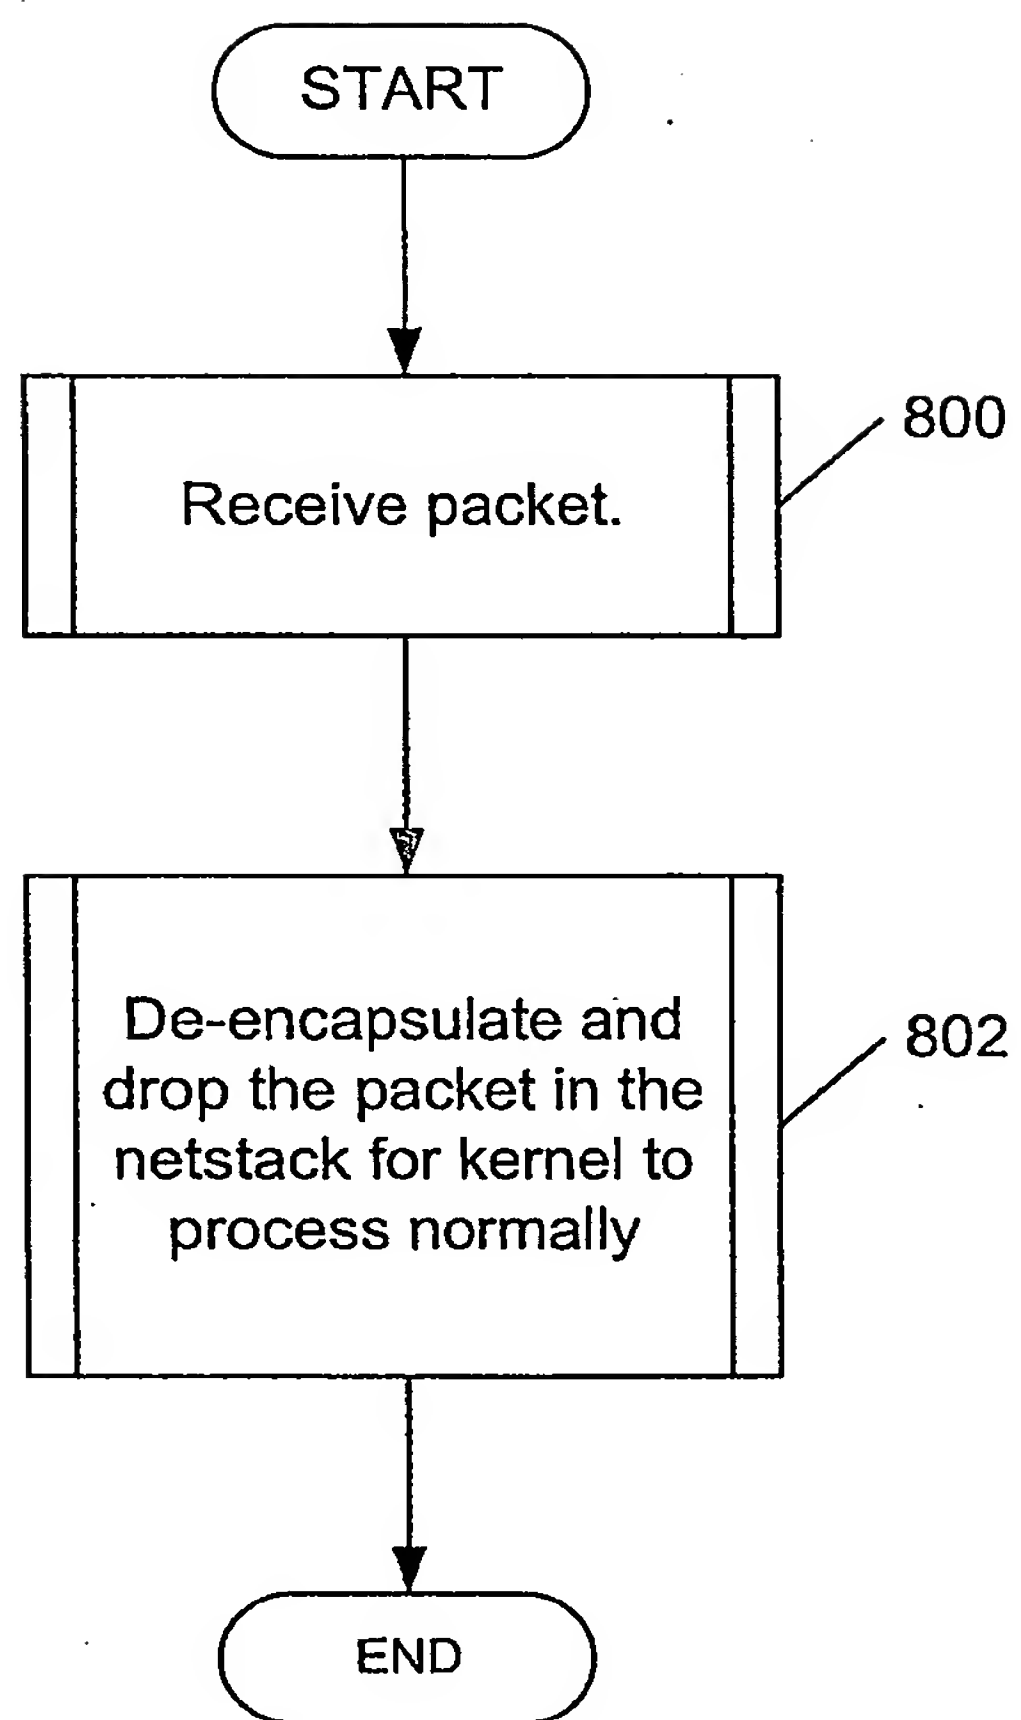 START
Receive packet.
800
De-encapsulate and
drop the packet in the
netstack for kernel to
process normally
802
END